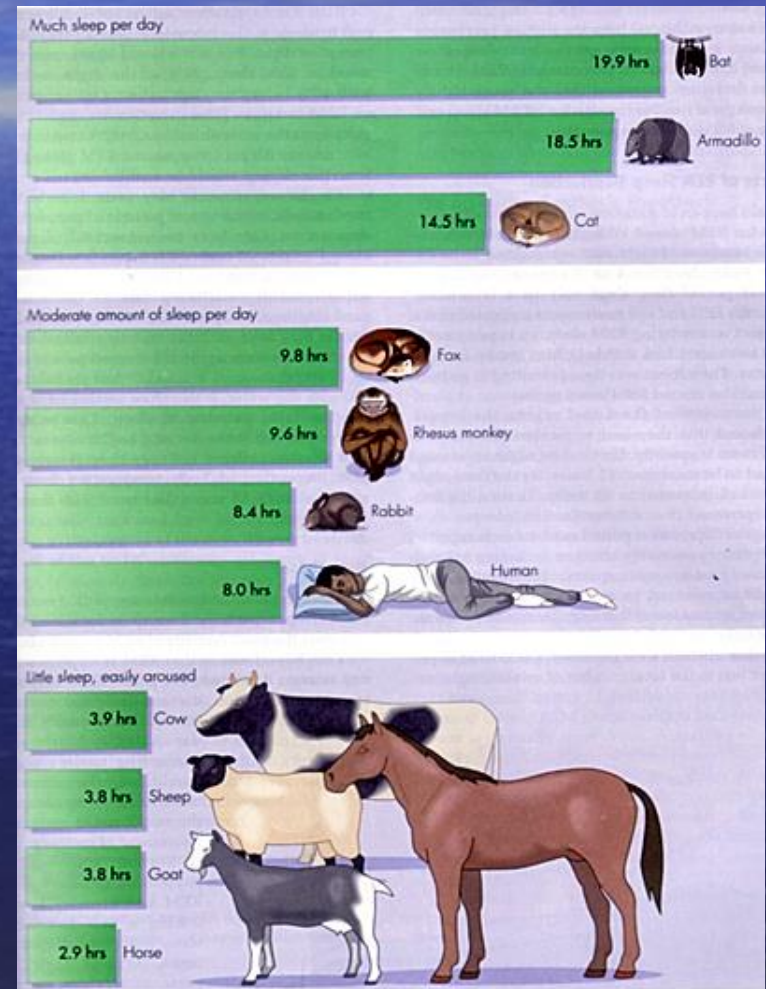 Much sleep per day
19.9 hrs Bat
18.5 hrs Armadillo
14.5 hrs Cat
Moderate amount of sleep per day
9.8 hrs Fox
9.6 hrs Rhesus monkey
8.4 hrs Rabbit
8.0 hrs Human
Little sleep, easily aroused
3.9 hrs Cow
3.8 hrs Sheep
3.8 hrs Goat
2.9 hrs Horse